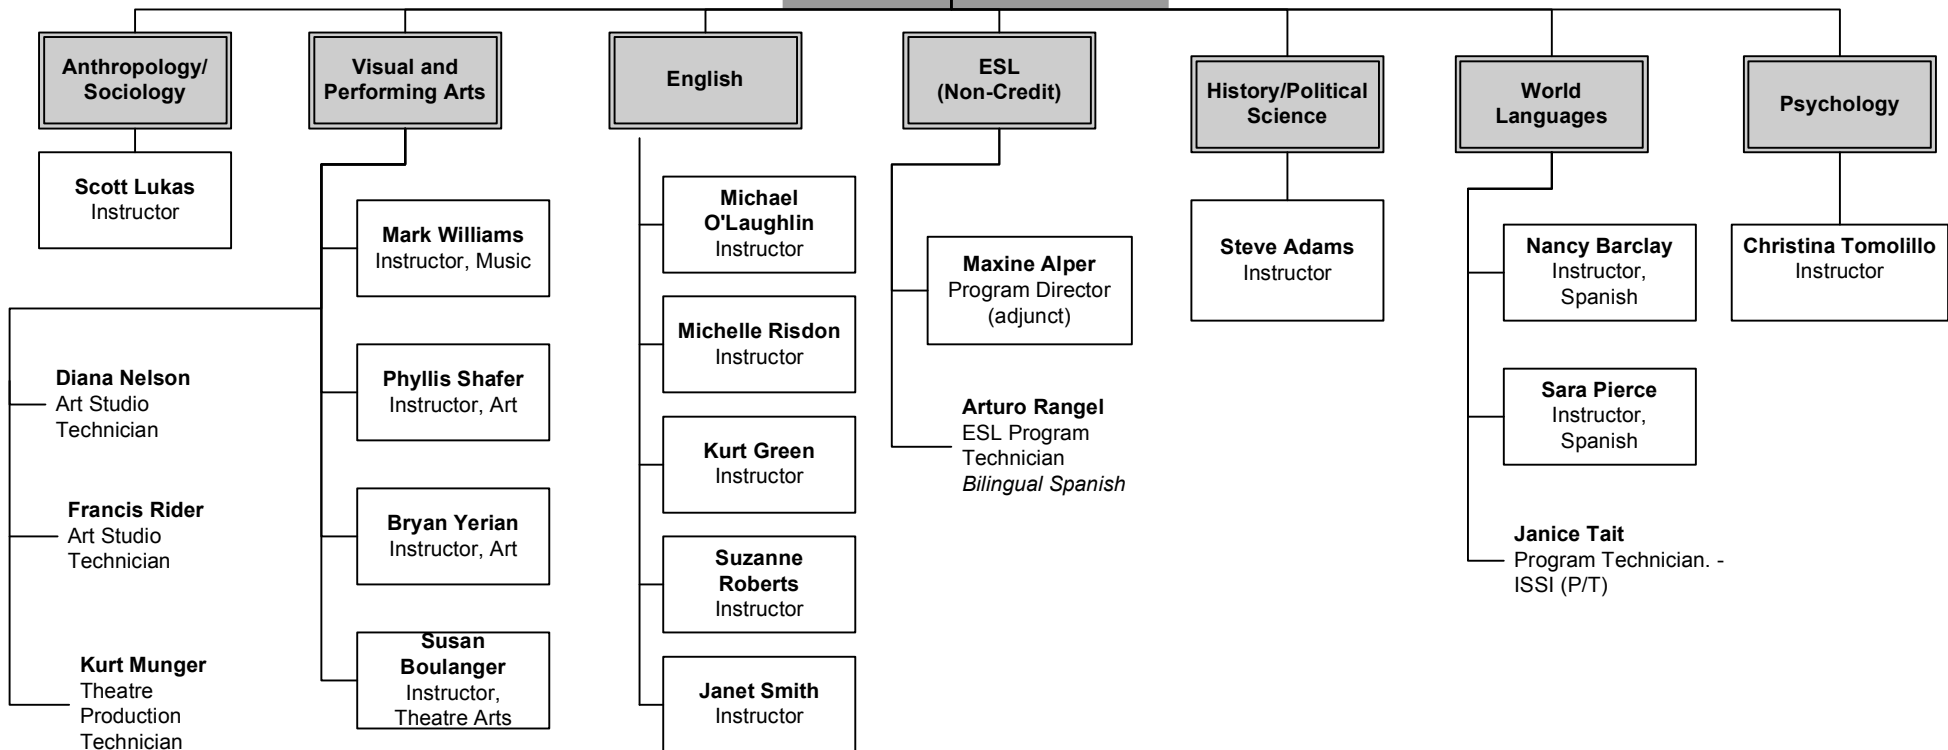 Anthropology/
Sociology
Scott Lukas
Instructor
Visual and
Performing Arts
Mark Williams
Instructor, Music
Phyllis Shafer
Instructor, Art
Bryan Yerian
Instructor, Art
Susan
Boulanger
Instructor,
Theatre Arts
Diana Nelson
Art Studio
Technician
Francis Rider
Art Studio
Technician
Kurt Munger
Theatre
Production
Technician
English
Michael
O'Laughlin
Instructor
Michelle Risdon
Instructor
Kurt Green
Instructor
Suzanne
Roberts
Instructor
Janet Smith
Instructor
ESL
(Non-Credit)
Maxine Alper
Program Director
(adjunct)
Arturo Rangel
ESL Program
Technician
Bilingual Spanish
History/Political
Science
Steve Adams
Instructor
World
Languages
Nancy Barclay
Instructor,
Spanish
Sara Pierce
Instructor,
Spanish
Janice Tait
Program Technician. -
ISSI (P/T)
Psychology
Christina Tomolillo
Instructor